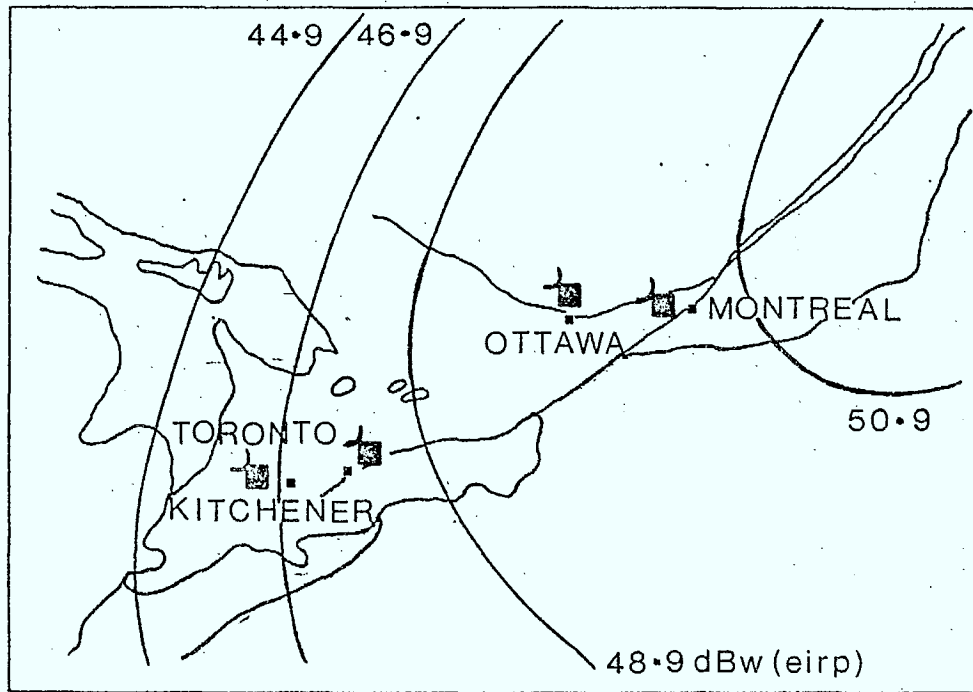 44•9
46•9
MONTREAL
OTTAWA
50•9
TORONTO
KITCHENER
48•9 dBw (eirp)